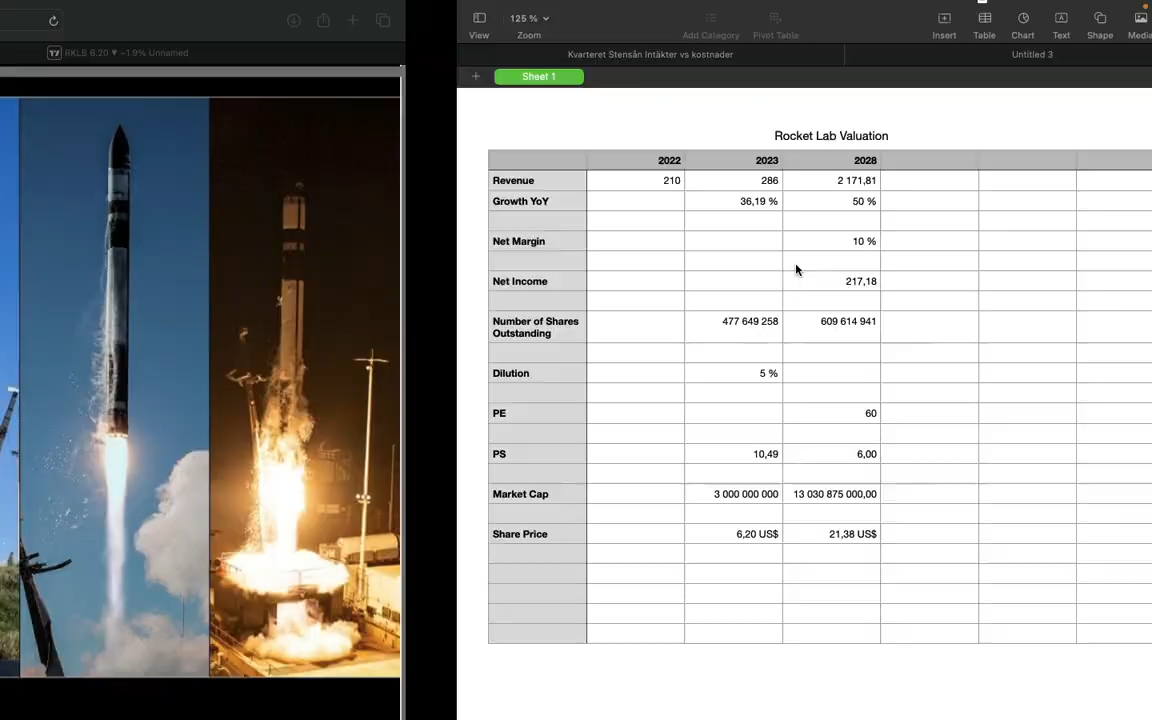 125 %
View Zoom Add Category Pivot Table Insert Table Chart Text Shape Media
RKLB 6.20 ▼ −1.9% Unnamed
Kvarteret Stensån Intäkter vs kostnader Untitled 3
+ Sheet 1
Rocket Lab Valuation
2022 2023 2028
Revenue 210 286 2 171,81
Growth YoY 36,19 % 50 %
Net Margin 10 %
Net Income 217,18
Number of Shares
Outstanding 477 649 258 609 614 941
Dilution 5 %
PE 60
PS 10,49 6,00
Market Cap 3 000 000 000 13 030 875 000,00
Share Price 6,20 US$ 21,38 US$